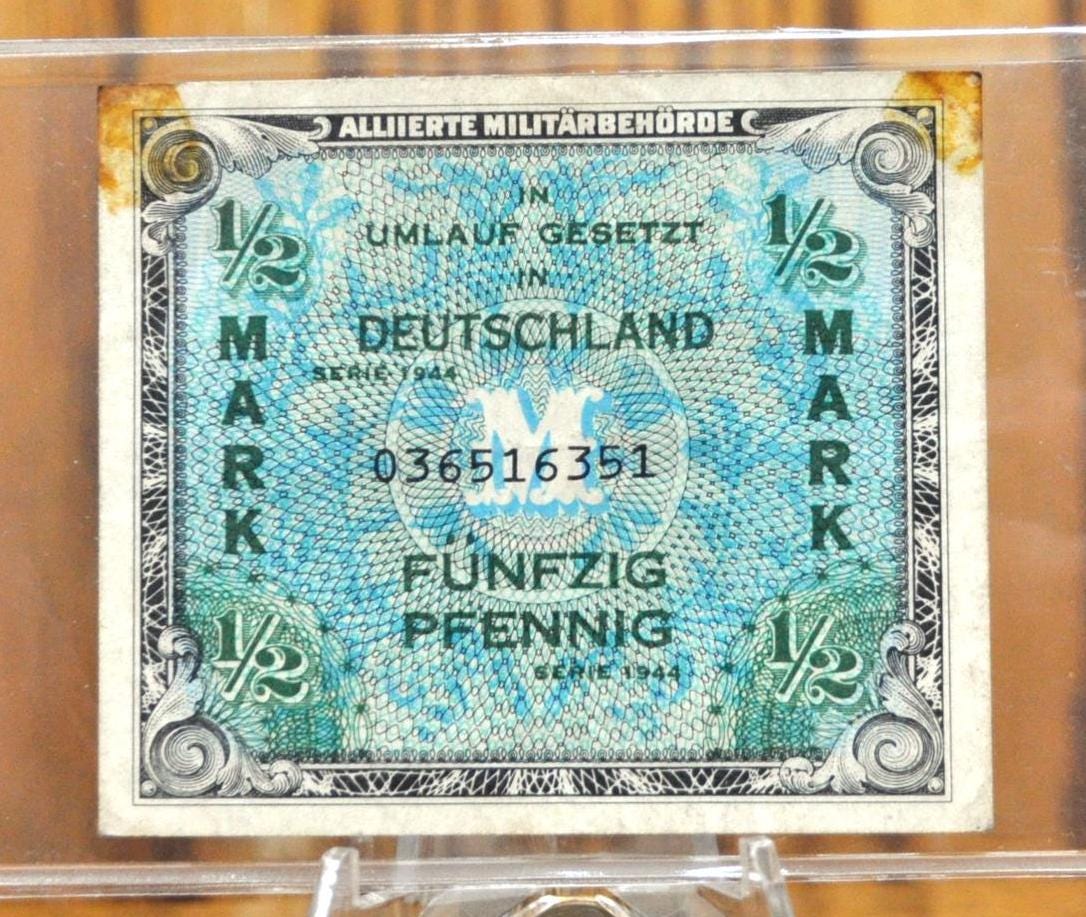 ALLIIERTE MILITÄRBEHÖRDE
IN
UMLAUF GESETZT
IN
DEUTSCHLAND
SERIE 1944
1/2
MARK
1/2
MARK
M
036516351
FÜNFZIG
PFENNIG
SERIE 1944
1/2
1/2